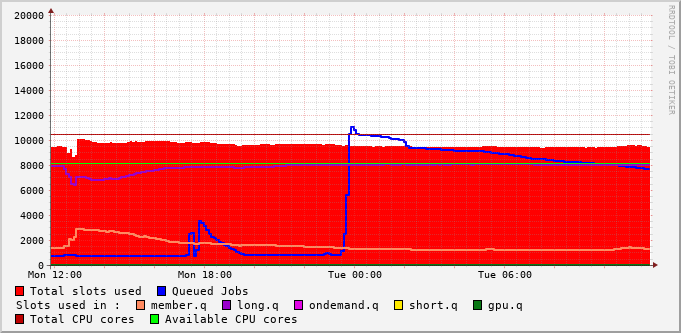 20000
18000
16000
14000
12000
10000
8000
6000
4000
2000
0
Mon 12:00 Mon 18:00 Tue 00:00 Tue 06:00
RRDTOOL / TOBI OETIKER
Total slots used Queued Jobs
Slots used in : member.q long.q ondemand.q short.q gpu.q
Total CPU cores Available CPU cores